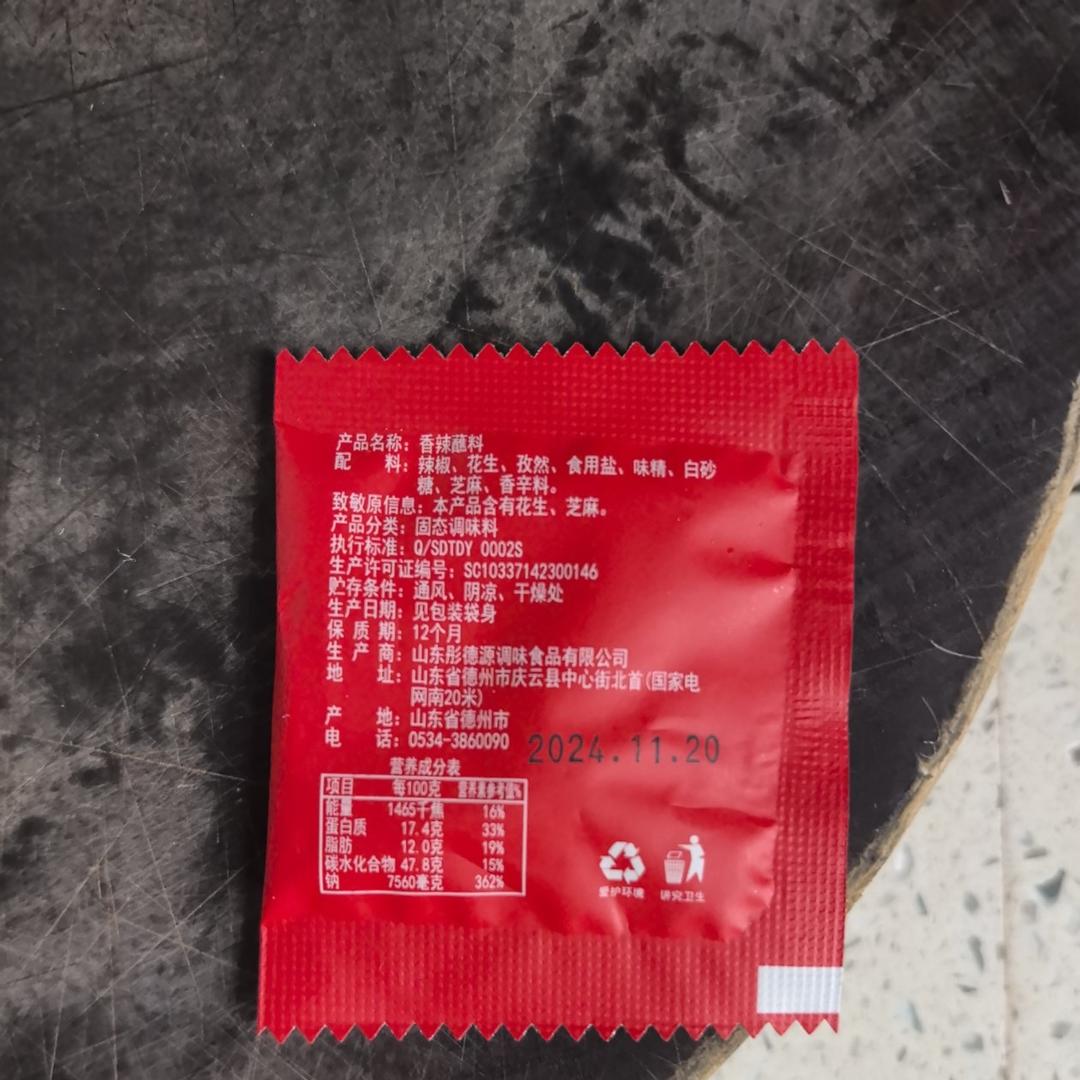 产品名称：香辣蘸料
配　　料：辣椒、花生、孜然、食用盐、味精、白砂
糖、芝麻、香辛料。
致敏原信息：本产品含有花生、芝麻。
产品分类：固态调味料
执行标准：Q/SDTDY 0002S
生产许可证编号：SC10337142300146
贮存条件：通风、阴凉、干燥处
生产日期：见包装袋身
保 质 期：12个月
生 产 商：山东彤德源调味食品有限公司
地　　址：山东省德州市庆云县中心街北首(国家电
网南20米)
产　　地：山东省德州市
电　　话：0534-3860090
2024.11.20
营养成分表
项目 每100克 营养素参考值%
能量 1465千焦 16%
蛋白质 17.4克 33%
脂肪 12.0克 19%
碳水化合物 47.8克 15%
钠 7560毫克 362%
爱护环境 讲究卫生